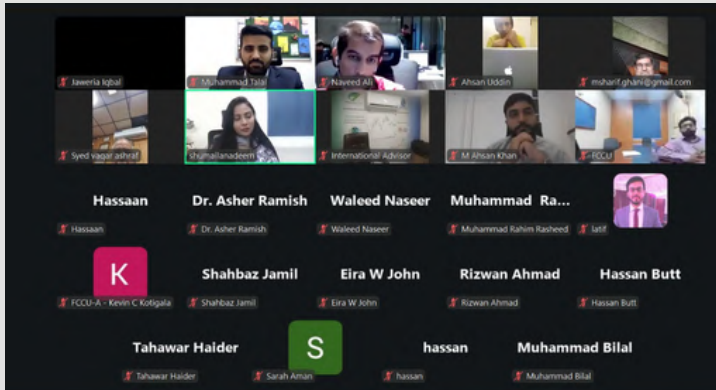 Jaweria Iqbal
Muhammad Talal
Naveed Ali
Ahsan Uddin
msharif.ghani@gmail.com
Syed vaqar ashraf
shumailanadeerh
International Advisor
M Ahsan Khan
FCCU
Hassaan
Dr. Asher Ramish
Waleed Naseer
Muhammad Ra...
Hassaan
Dr. Asher Ramish
Waleed Naseer
Muhammad Rahim Rasheed
latif
K
Shahbaz Jamil
Eira W John
Rizwan Ahmad
Hassan Butt
FCCU-A - Kevin C Kotigala
Shahbaz Jamil
Eira W John
Rizwan Ahmad
Hassan Butt
Tahawar Haider
S
hassan
Muhammad Bilal
Tahawar Haider
Sarah Aman
hassan
Muhammad Bilal